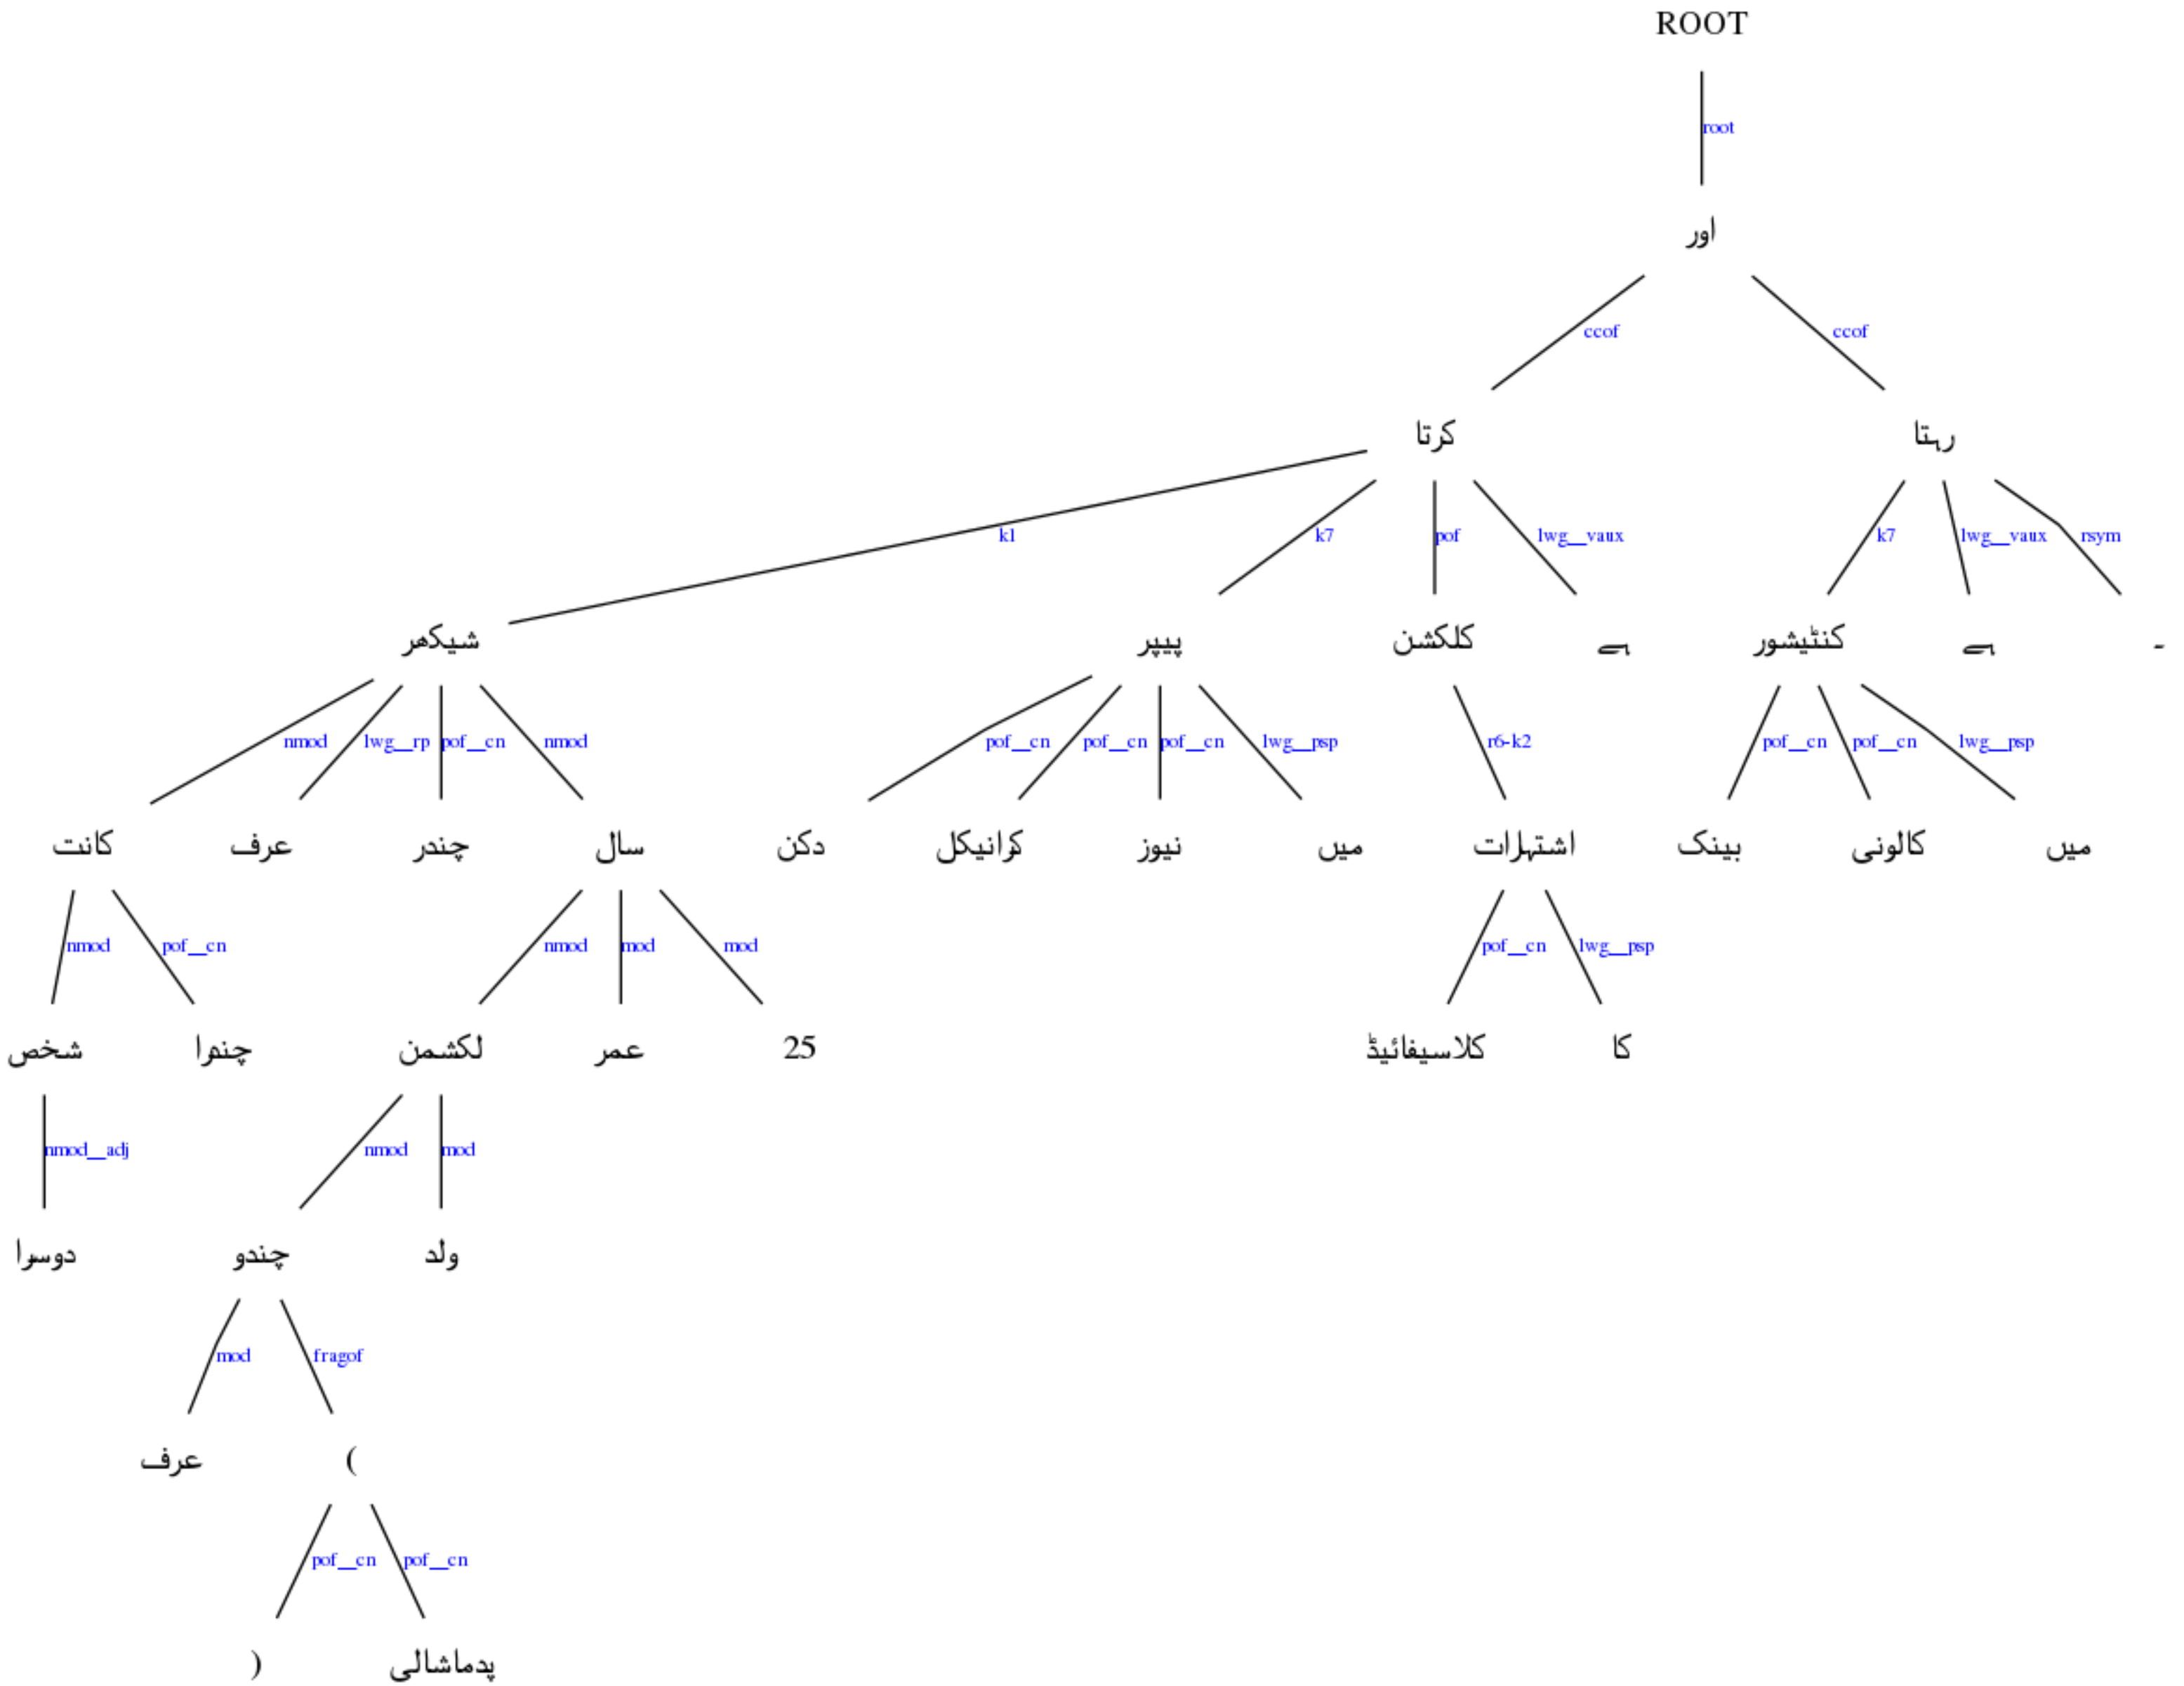 ROOT
root
اور
ccof ccof
کرتا رہتا
k1 k7 pof lwg__vaux k7 lwg__vaux rsym
شیکھر پیپر کلکشن ہے کنٹیشور ہے ۔
nmod lwg__rp pof__cn nmod pof__cn pof__cn pof__cn lwg__psp r6-k2 pof__cn pof__cn lwg__psp
کانت عرف چندر سال دکن کرانیکل نیوز میں اشتہارات بینک کالونی میں
nmod pof__cn nmod mod mod pof__cn lwg__psp
شخص لکشمن عمر 25 کلاسیفائیڈ کا
nmod__adj nmod mod
دوسرا چندو ولد
mod fragof
عرف (
pof__cn pof__cn
) پدماشالی